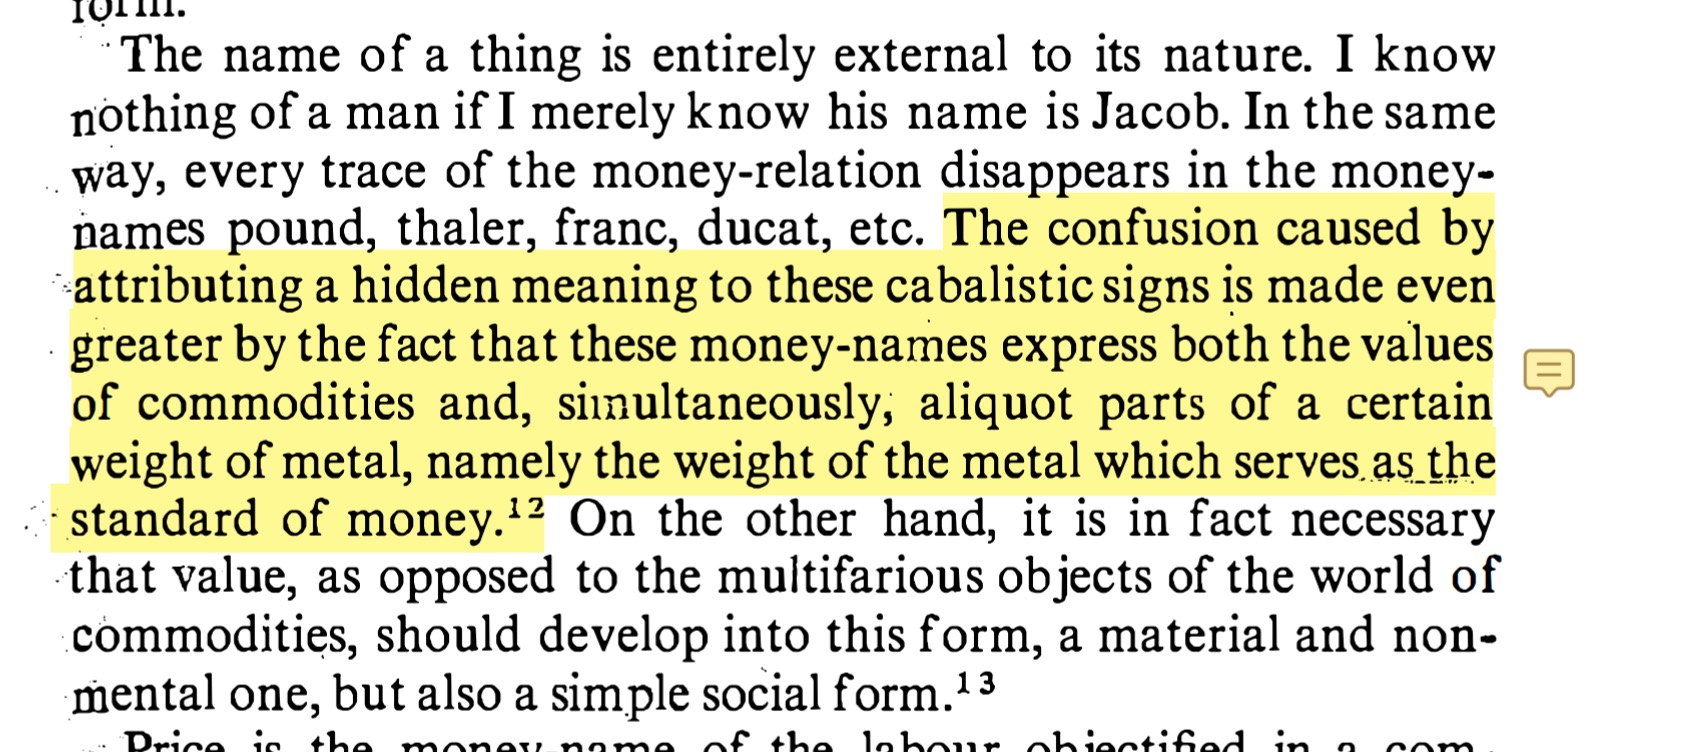 form.
The name of a thing is entirely external to its nature. I know
nothing of a man if I merely know his name is Jacob. In the same
way, every trace of the money-relation disappears in the money-
names pound, thaler, franc, ducat, etc. The confusion caused by
attributing a hidden meaning to these cabalistic signs is made even
greater by the fact that these money-names express both the values
of commodities and, simultaneously, aliquot parts of a certain
weight of metal, namely the weight of the metal which serves as the
standard of money.¹² On the other hand, it is in fact necessary
that value, as opposed to the multifarious objects of the world of
commodities, should develop into this form, a material and non-
mental one, but also a simple social form.¹³
Price is the money-name of the labour objectified in a com-